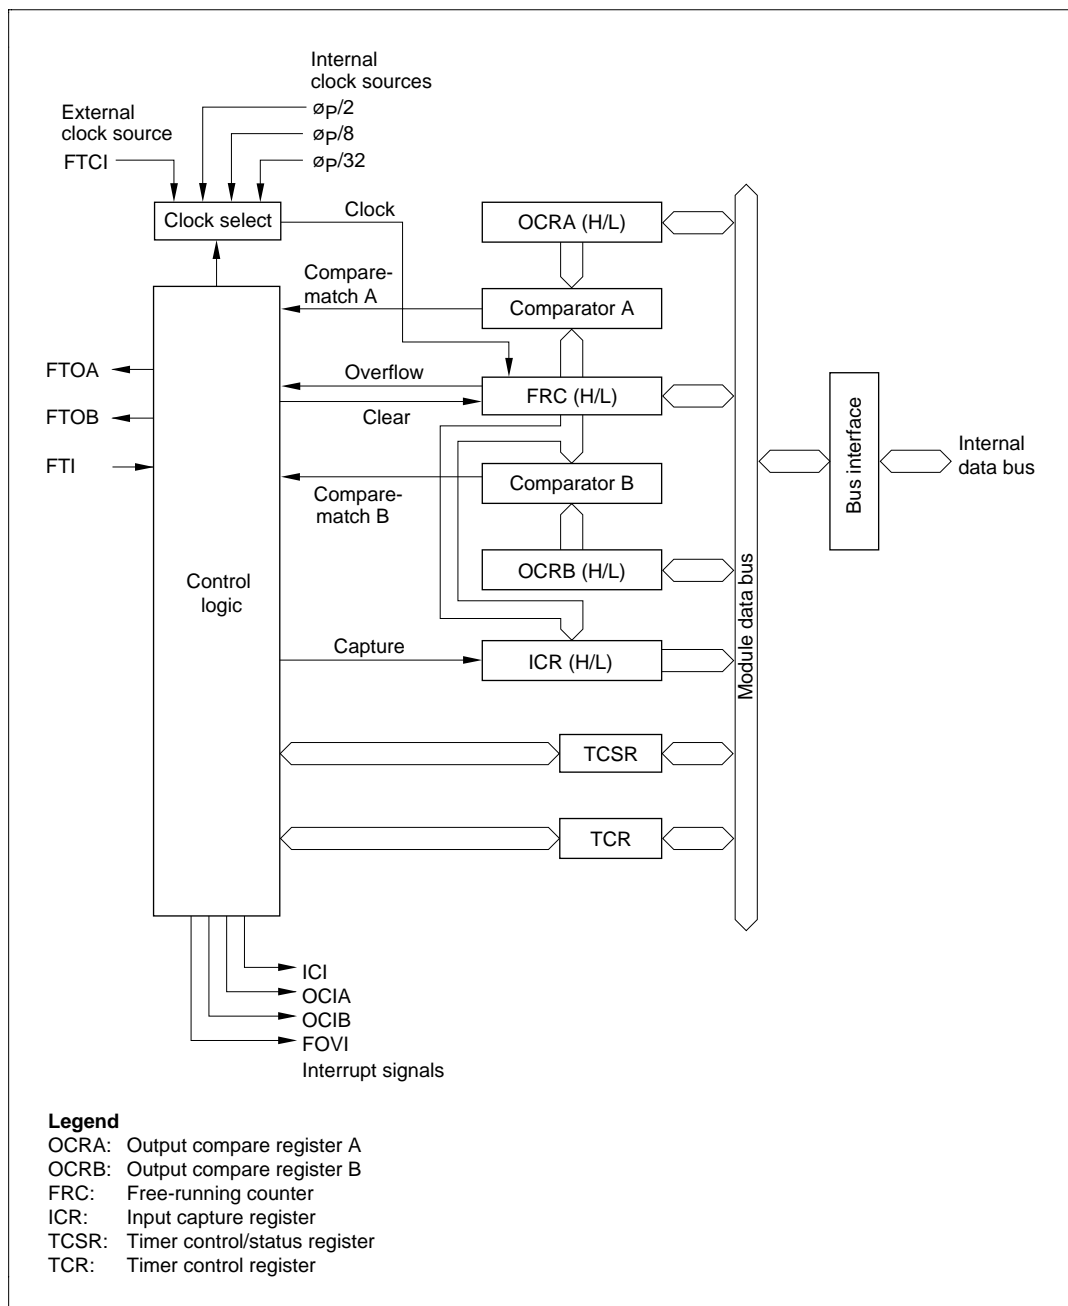 Internal
clock sources
øP/2
External
clock source
øP/8
FTCI
øP/32
Clock select
Clock
OCRA (H/L)
Compare-
match A
Comparator A
FTOA
Overflow
FRC (H/L)
Clear
FTOB
FTI
Compare-
match B
Comparator B
Bus interface
Internal
data bus
Control
logic
OCRB (H/L)
Module data bus
Capture
ICR (H/L)
TCSR
TCR
ICI
OCIA
OCIB
FOVI
Interrupt signals
Legend
OCRA: Output compare register A
OCRB: Output compare register B
FRC: Free-running counter
ICR: Input capture register
TCSR: Timer control/status register
TCR: Timer control register